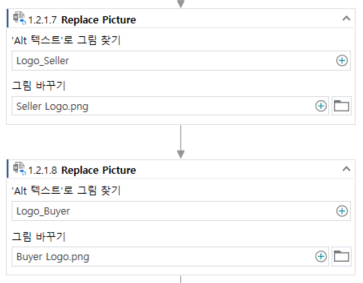 1.2.1.7 Replace Picture
'Alt 텍스트'로 그림 찾기
Logo_Seller
그림 바꾸기
Seller Logo.png
1.2.1.8 Replace Picture
'Alt 텍스트'로 그림 찾기
Logo_Buyer
그림 바꾸기
Buyer Logo.png